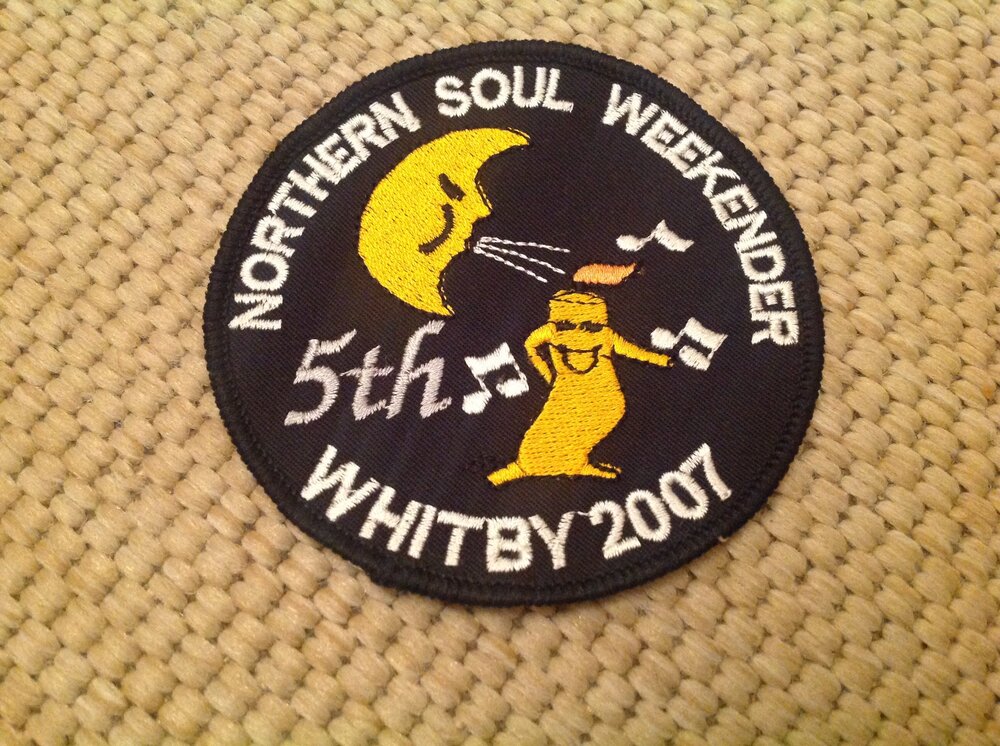 NORTHERN SOUL WEEKENDER
5th
WHITBY 2007